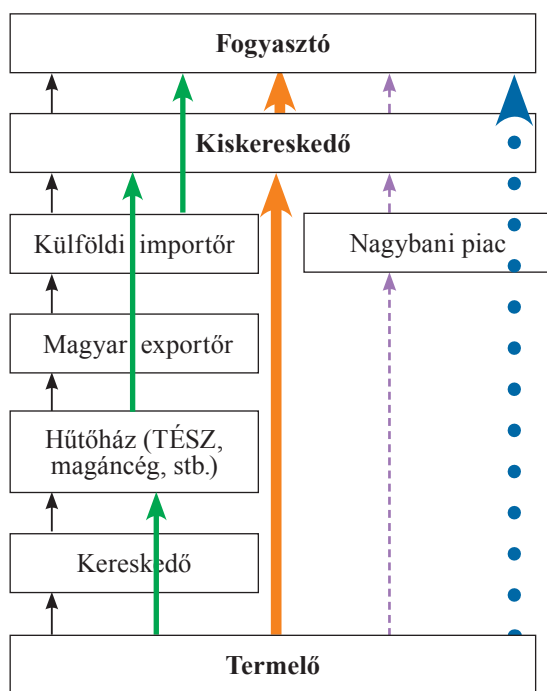 Fogyasztó
Kiskereskedő
Külföldi importőr
Nagybani piac
Magyar exportőr
Hűtőház (TÉSZ,
magáncég, stb.)
Kereskedő
Termelő